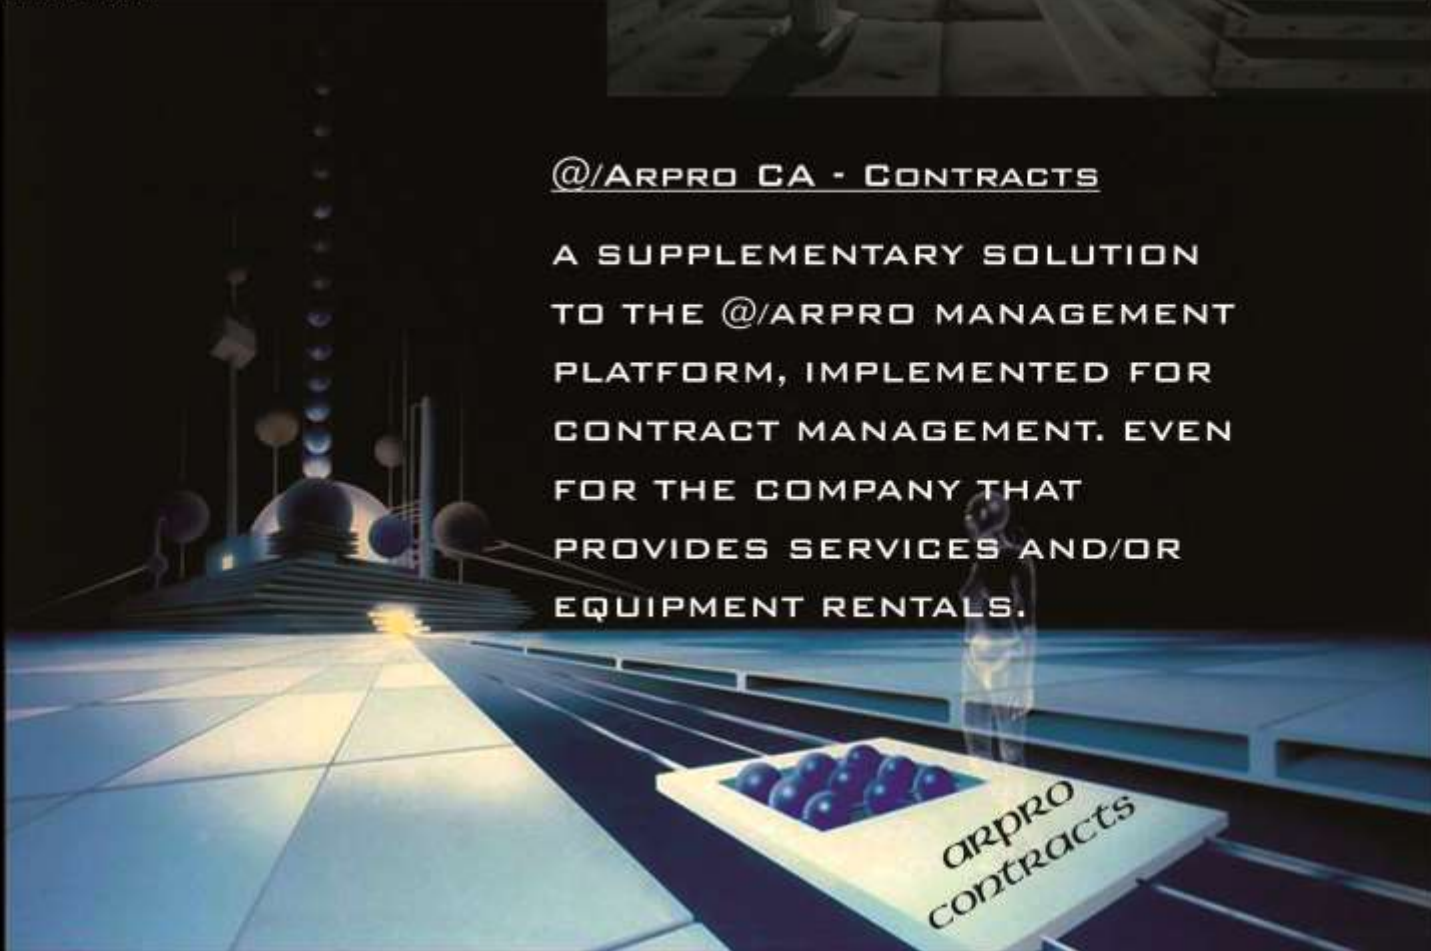 @/ARPRO CA - CONTRACTS
A SUPPLEMENTARY SOLUTION
TO THE @/ARPRO MANAGEMENT
PLATFORM, IMPLEMENTED FOR
CONTRACT MANAGEMENT. EVEN
FOR THE COMPANY THAT
PROVIDES SERVICES AND/OR
EQUIPMENT RENTALS.
arpro
contracts